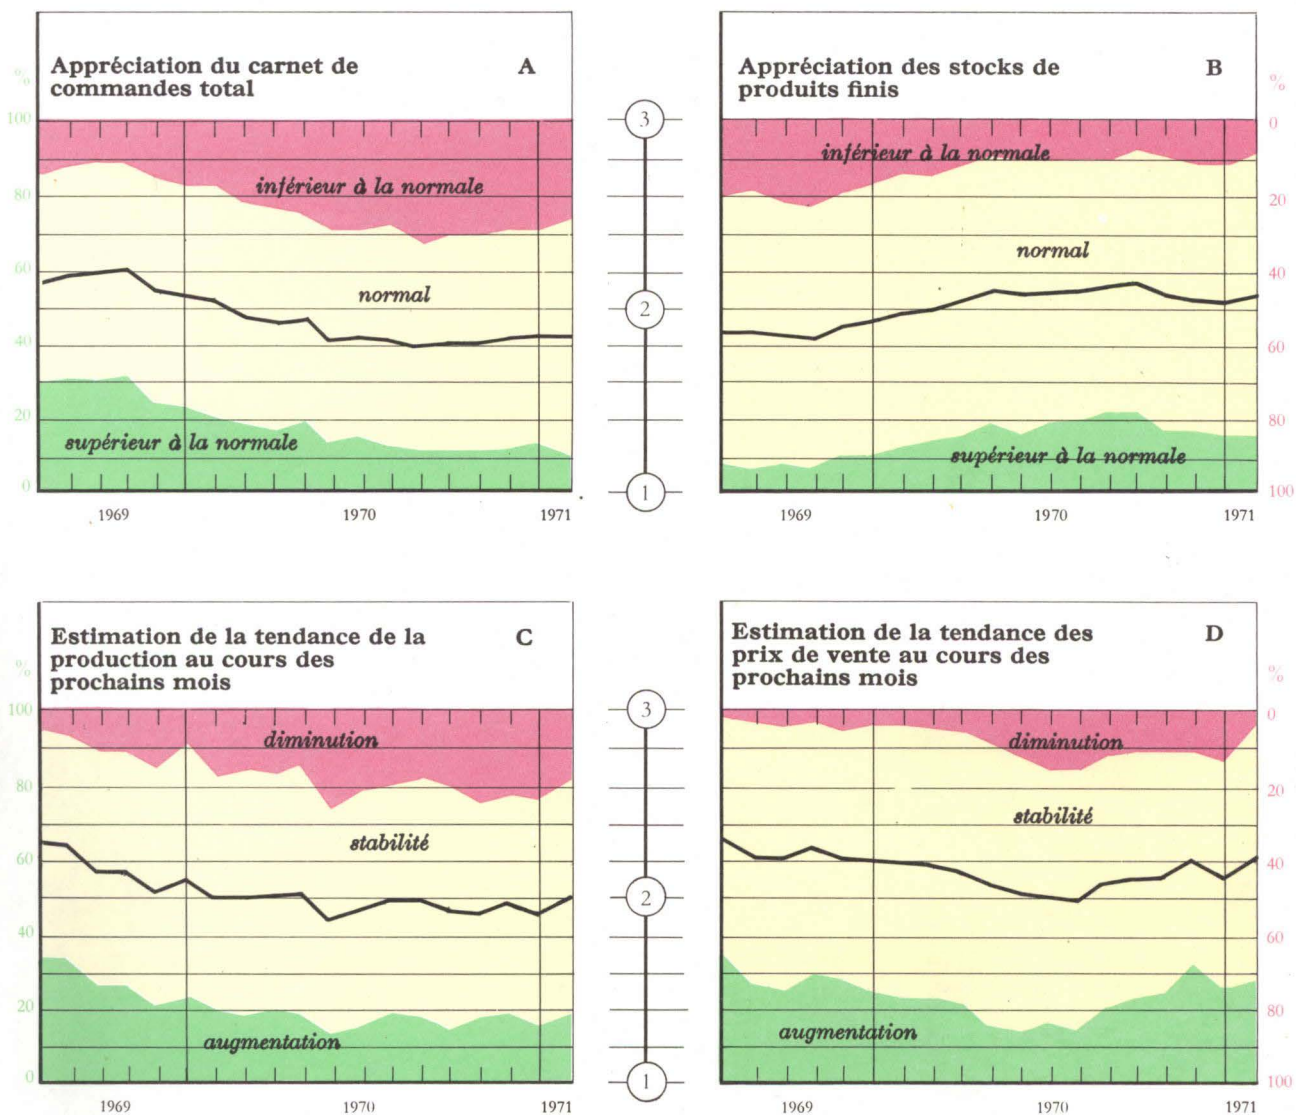 Appréciation du carnet de
commandes total
A
%
100
80
60
40
20
0
inférieur à la normale
normal
supérieur à la normale
1969
1970
1971
3
2
1
Appréciation des stocks de
produits finis
B
%
0
20
40
60
80
100
inférieur à la normale
normal
supérieur à la normale
1969
1970
1971
Estimation de la tendance de la
production au cours des
prochains mois
C
%
100
80
60
40
20
0
diminution
stabilité
augmentation
1969
1970
1971
3
2
1
Estimation de la tendance des
prix de vente au cours des
prochains mois
D
%
0
20
40
60
80
100
diminution
stabilité
augmentation
1969
1970
1971